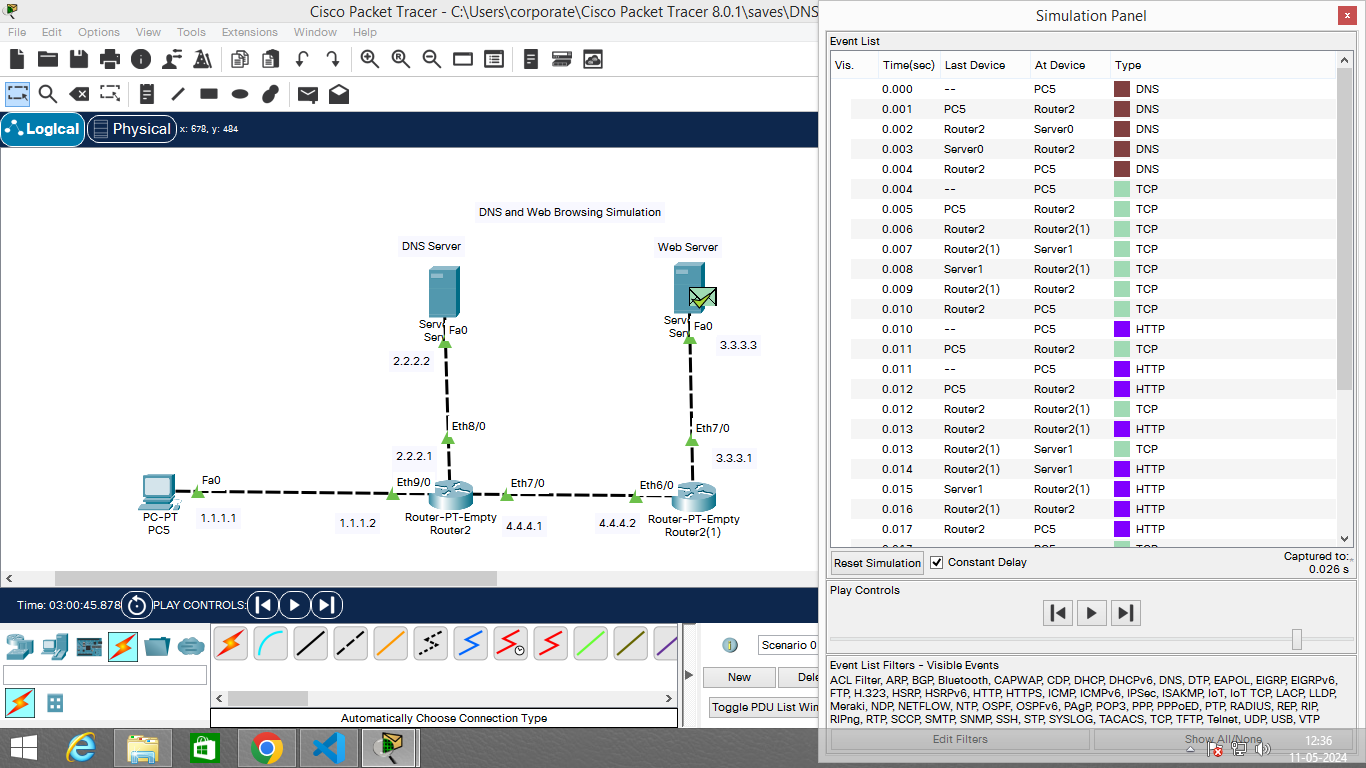 Cisco Packet Tracer - C:\Users\corporate\Cisco Packet Tracer 8.0.1\saves\DNS
File Edit Options View Tools Extensions Window Help
Logical Physical x: 678, y: 484
DNS and Web Browsing Simulation
DNS Server
Web Server
Fa0
2.2.2.2
Fa0
3.3.3.3
Eth8/0
2.2.2.1
Eth7/0
3.3.3.1
Fa0
PC-PT
PC5
1.1.1.1
Eth9/0
1.1.1.2
Router-PT-Empty
Router2
Eth7/0
4.4.4.1
Eth6/0
4.4.4.2
Router-PT-Empty
Router2(1)
Time: 03:00:45.878 PLAY CONTROLS:
Scenario 0
New
Toggle PDU List Win
Automatically Choose Connection Type
Simulation Panel
Event List
Vis. Time(sec) Last Device At Device Type
0.000 -- PC5 DNS
0.001 PC5 Router2 DNS
0.002 Router2 Server0 DNS
0.003 Server0 Router2 DNS
0.004 Router2 PC5 DNS
0.004 -- PC5 TCP
0.005 PC5 Router2 TCP
0.006 Router2 Router2(1) TCP
0.007 Router2(1) Server1 TCP
0.008 Server1 Router2(1) TCP
0.009 Router2(1) Router2 TCP
0.010 Router2 PC5 TCP
0.010 -- PC5 HTTP
0.011 PC5 Router2 TCP
0.011 -- PC5 HTTP
0.012 PC5 Router2 HTTP
0.012 Router2 Router2(1) TCP
0.013 Router2 Router2(1) HTTP
0.013 Router2(1) Server1 TCP
0.014 Router2(1) Server1 HTTP
0.015 Server1 Router2(1) HTTP
0.016 Router2(1) Router2 HTTP
0.017 Router2 PC5 HTTP
Reset Simulation Constant Delay Captured to:
0.026 s
Play Controls
Event List Filters - Visible Events
ACL Filter, ARP, BGP, Bluetooth, CAPWAP, CDP, DHCP, DHCPv6, DNS, DTP, EAPOL, EIGRP, EIGRPv6,
FTP, H.323, HSRP, HSRPv6, HTTP, HTTPS, ICMP, ICMPv6, IPSec, ISAKMP, IoT, IoT TCP, LACP, LLDP,
Meraki, NDP, NETFLOW, NTP, OSPF, OSPFv6, PAgP, POP3, PPP, PPPoED, PTP, RADIUS, REP, RIP,
RIPng, RTP, SCCP, SMTP, SNMP, SSH, STP, SYSLOG, TACACS, TCP, TFTP, Telnet, UDP, USB, VTP
Edit Filters Show All/None
12:36
11-05-2024